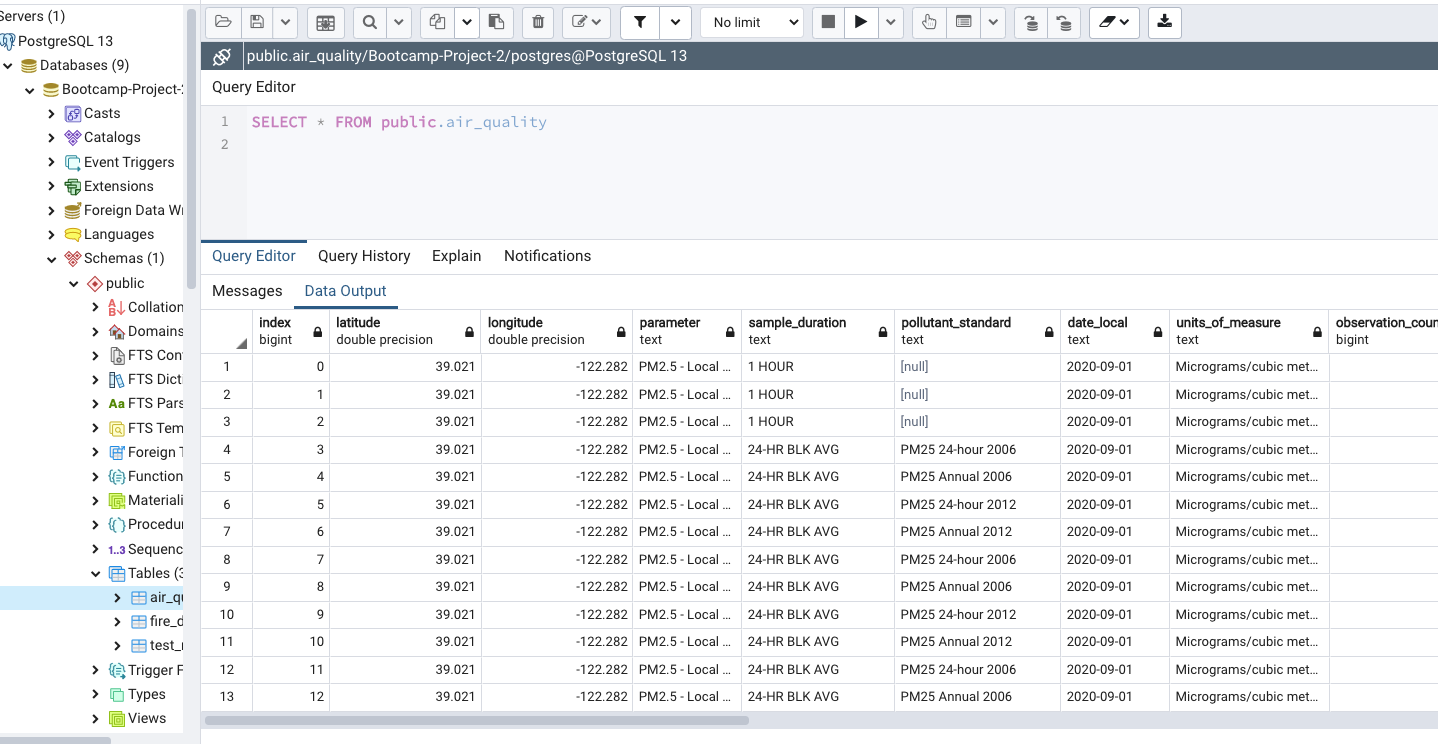 Servers (1)
PostgreSQL 13
Databases (9)
Bootcamp-Project-2
Casts
Catalogs
Event Triggers
Extensions
Foreign Data Wr
Languages
Schemas (1)
public
Collation
Domains
FTS Con
FTS Dict
Aa FTS Pars
FTS Tem
Foreign T
Function
Materiali
Procedur
1..3 Sequenc
Tables (3
air_qu
fire_d
test_r
Trigger F
Types
Views
No limit
public.air_quality/Bootcamp-Project-2/postgres@PostgreSQL 13
Query Editor
1 SELECT * FROM public.air_quality
2
Query Editor Query History Explain Notifications
Messages Data Output
index latitude longitude parameter sample_duration pollutant_standard date_local units_of_measure observation_coun
bigint double precision double precision text text text text text bigint
1 0 39.021 -122.282 PM2.5 - Local ... 1 HOUR [null] 2020-09-01 Micrograms/cubic met...
2 1 39.021 -122.282 PM2.5 - Local ... 1 HOUR [null] 2020-09-01 Micrograms/cubic met...
3 2 39.021 -122.282 PM2.5 - Local ... 1 HOUR [null] 2020-09-01 Micrograms/cubic met...
4 3 39.021 -122.282 PM2.5 - Local ... 24-HR BLK AVG PM25 24-hour 2006 2020-09-01 Micrograms/cubic met...
5 4 39.021 -122.282 PM2.5 - Local ... 24-HR BLK AVG PM25 Annual 2006 2020-09-01 Micrograms/cubic met...
6 5 39.021 -122.282 PM2.5 - Local ... 24-HR BLK AVG PM25 24-hour 2012 2020-09-01 Micrograms/cubic met...
7 6 39.021 -122.282 PM2.5 - Local ... 24-HR BLK AVG PM25 Annual 2012 2020-09-01 Micrograms/cubic met...
8 7 39.021 -122.282 PM2.5 - Local ... 24-HR BLK AVG PM25 24-hour 2006 2020-09-01 Micrograms/cubic met...
9 8 39.021 -122.282 PM2.5 - Local ... 24-HR BLK AVG PM25 Annual 2006 2020-09-01 Micrograms/cubic met...
10 9 39.021 -122.282 PM2.5 - Local ... 24-HR BLK AVG PM25 24-hour 2012 2020-09-01 Micrograms/cubic met...
11 10 39.021 -122.282 PM2.5 - Local ... 24-HR BLK AVG PM25 Annual 2012 2020-09-01 Micrograms/cubic met...
12 11 39.021 -122.282 PM2.5 - Local ... 24-HR BLK AVG PM25 24-hour 2006 2020-09-01 Micrograms/cubic met...
13 12 39.021 -122.282 PM2.5 - Local ... 24-HR BLK AVG PM25 Annual 2006 2020-09-01 Micrograms/cubic met...